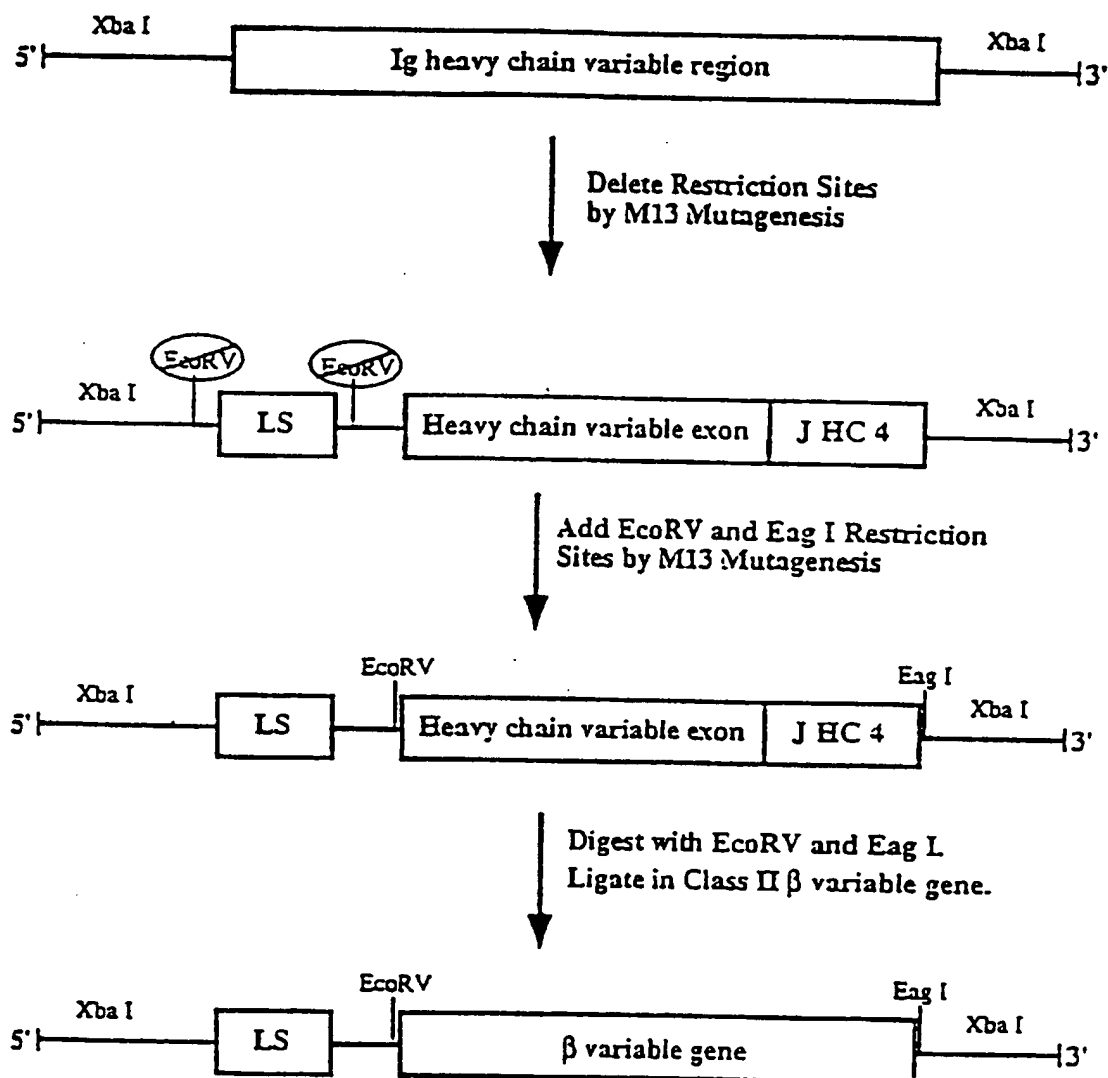 Xba I
Xba I
5'
Ig heavy chain variable region
3'
Delete Restriction Sites
by M13 Mutagenesis
EcoRV
EcoRV
Xba I
Xba I
5'
LS
Heavy chain variable exon
J HC 4
3'
Add EcoRV and Eag I Restriction
Sites by M13 Mutagenesis
EcoRV
Eag I
Xba I
Xba I
5'
LS
Heavy chain variable exon
J HC 4
3'
Digest with EcoRV and Eag I.
Ligate in Class II β variable gene.
EcoRV
Eag I
Xba I
Xba I
5'
LS
β variable gene
3'